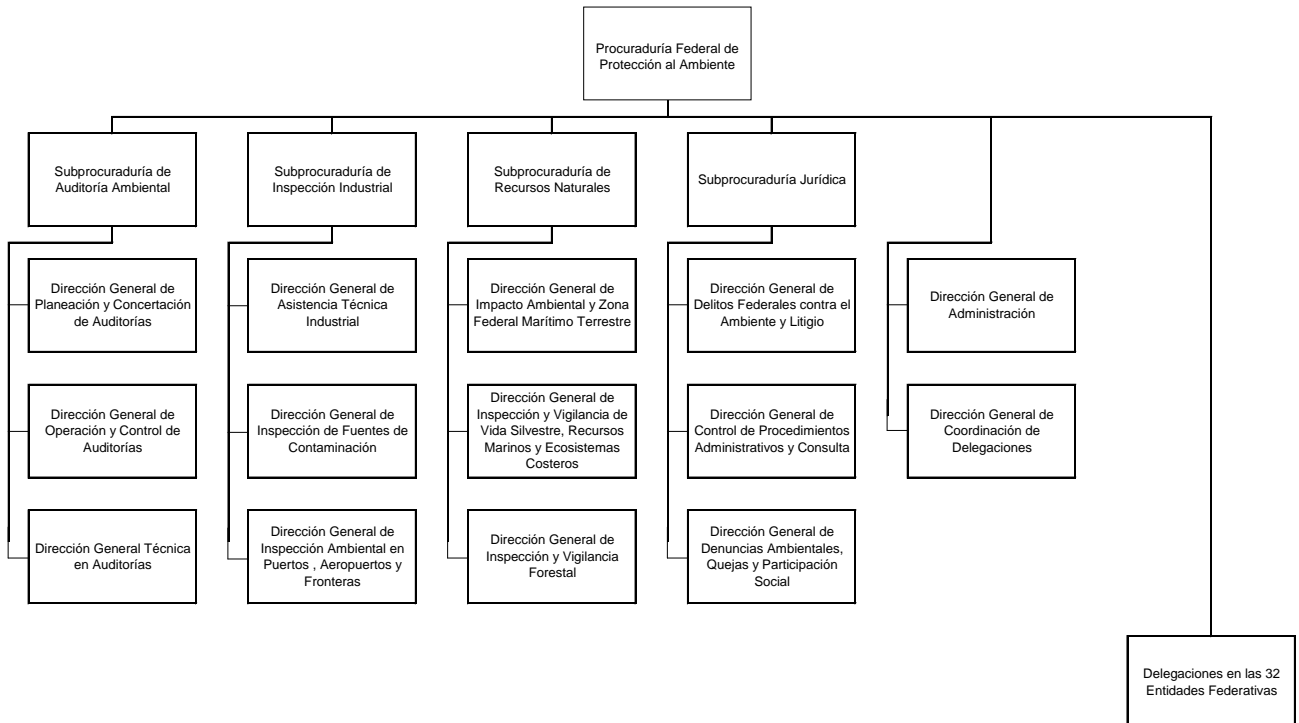 Procuraduría Federal de
Protección al Ambiente
Subprocuraduría de
Auditoría Ambiental
Subprocuraduría de
Inspección Industrial
Subprocuraduría de
Recursos Naturales
Subprocuraduría Jurídica
Dirección General de
Planeación y Concertación
de Auditorías
Dirección General de
Asistencia Técnica
Industrial
Dirección General de
Impacto Ambiental y Zona
Federal Marítimo Terrestre
Dirección General de
Delitos Federales contra el
Ambiente y Litigio
Dirección General de
Administración
Dirección General de
Operación y Control de
Auditorías
Dirección General de
Inspección de Fuentes de
Contaminación
Dirección General de
Inspección y Vigilancia de
Vida Silvestre, Recursos
Marinos y Ecosistemas
Costeros
Dirección General de
Control de Procedimientos
Administrativos y Consulta
Dirección General de
Coordinación de
Delegaciones
Dirección General Técnica
en Auditorías
Dirección General de
Inspección Ambiental en
Puertos , Aeropuertos y
Fronteras
Dirección General de
Inspección y Vigilancia
Forestal
Dirección General de
Denuncias Ambientales,
Quejas y Participación
Social
Delegaciones en las 32
Entidades Federativas